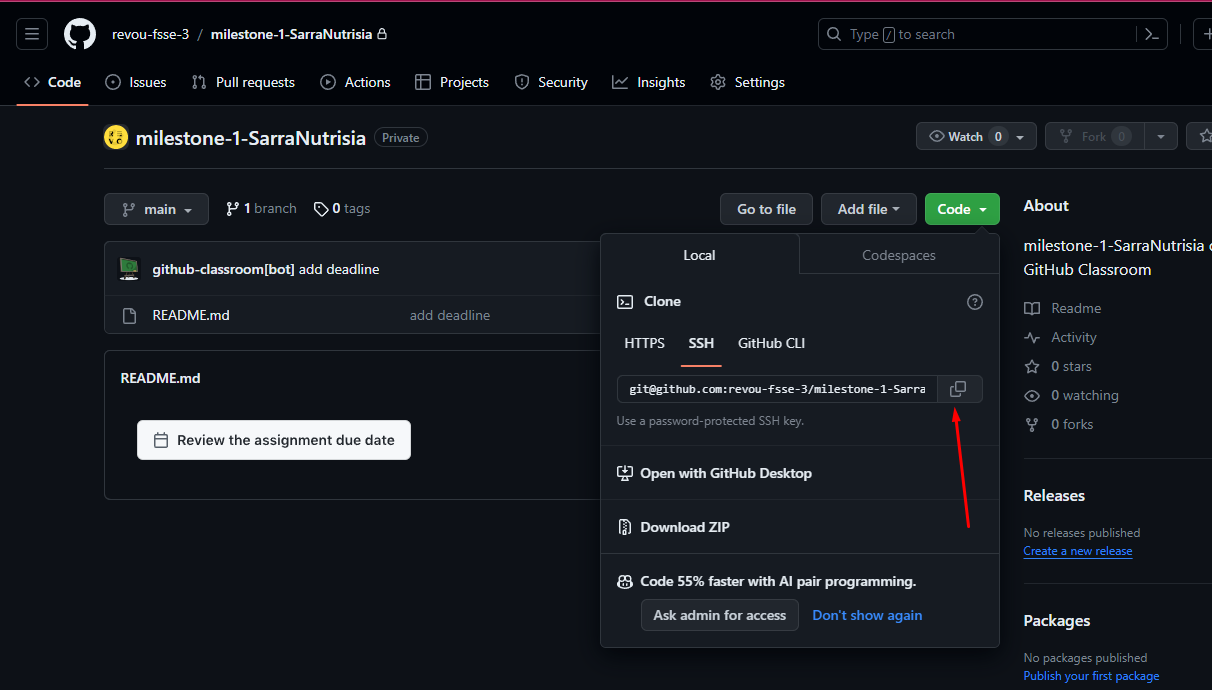 revou-fsse-3 / milestone-1-SarraNutrisia
Type / to search
Code Issues Pull requests Actions Projects Security Insights Settings
milestone-1-SarraNutrisia Private
Watch 0 Fork 0
main 1 branch 0 tags Go to file Add file Code
github-classroom[bot] add deadline
README.md add deadline
README.md
Review the assignment due date
Local Codespaces
Clone
HTTPS SSH GitHub CLI
git@github.com:revou-fsse-3/milestone-1-Sarra
Use a password-protected SSH key.
Open with GitHub Desktop
Download ZIP
Code 55% faster with AI pair programming.
Ask admin for access Don't show again
About
milestone-1-SarraNutrisia
GitHub Classroom
Readme
Activity
0 stars
0 watching
0 forks
Releases
No releases published
Create a new release
Packages
No packages published
Publish your first package